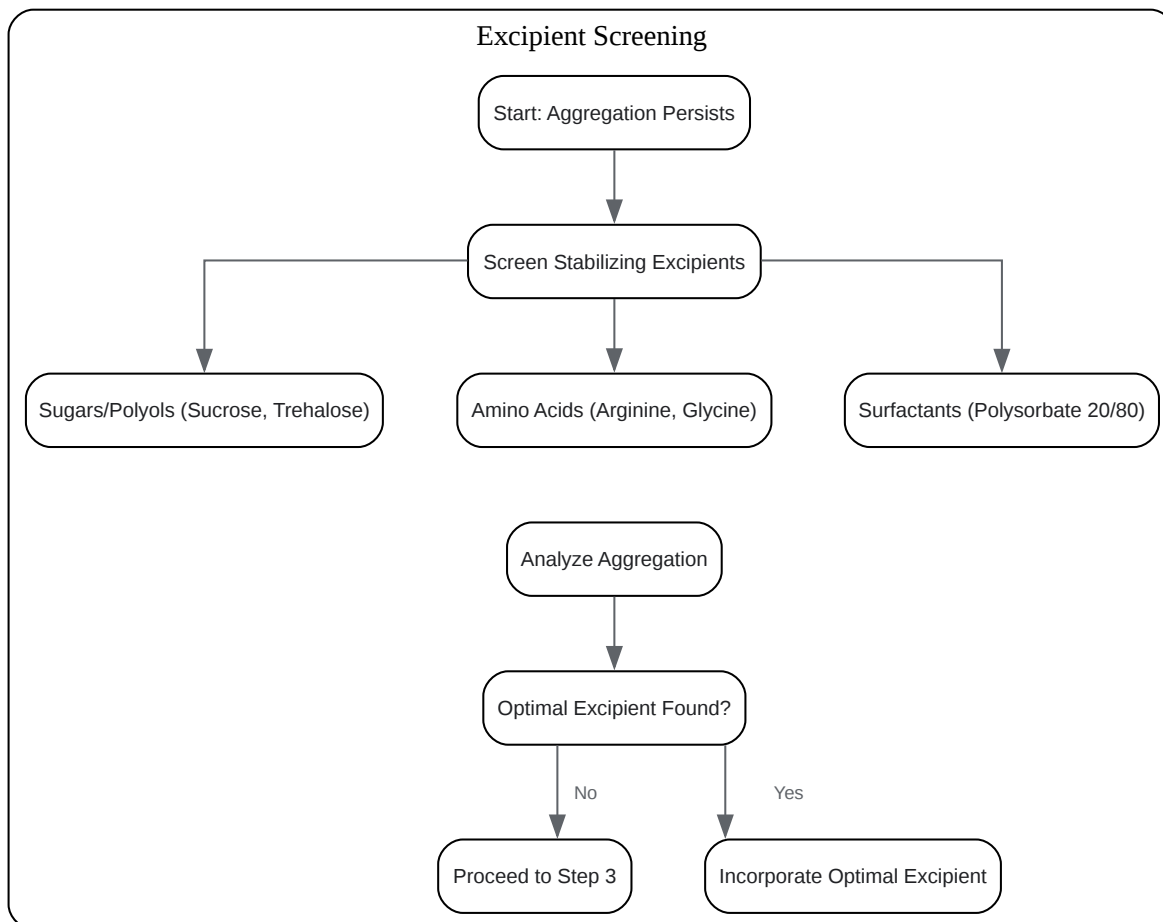 Excipient Screening
Start: Aggregation Persists
Screen Stabilizing Excipients
Sugars/Polyols (Sucrose, Trehalose)
Amino Acids (Arginine, Glycine)
Surfactants (Polysorbate 20/80)
Analyze Aggregation
Optimal Excipient Found?
No
Yes
Proceed to Step 3
Incorporate Optimal Excipient